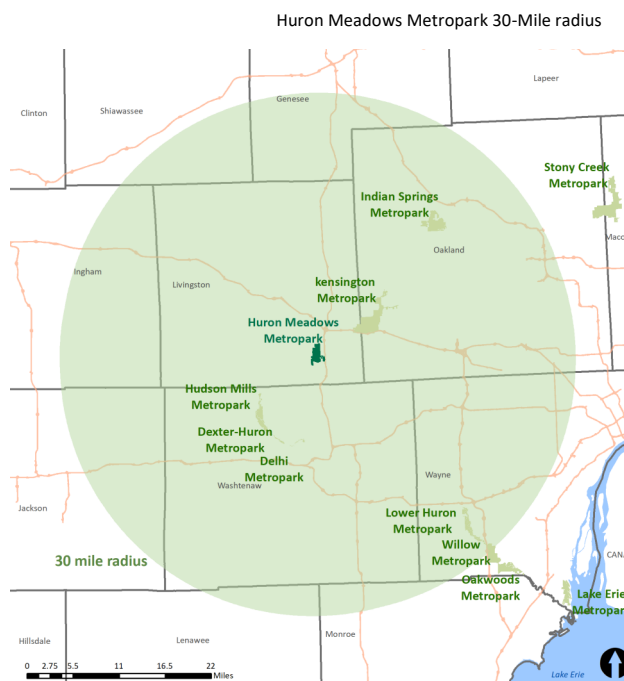 Huron Meadows Metropark 30-Mile radius
Lapeer
Genesee
Shiawassee
Clinton
Stony Creek
Metropark
Indian Springs
Metropark
Maco
Oakland
Ingham
Livingston
kensington
Metropark
Huron Meadows
Metropark
Hudson Mills
Metropark
Dexter-Huron
Metropark
Delhi
Metropark
Wayne
Washtenaw
Jackson
Lower Huron
Metropark
Willow
Metropark
30 mile radius
CANA
Oakwoods
Metropark
Lake Erie
Metropark
Hillsdale
Lenawee
Monroe
0 2.75 5.5 11 16.5 22
Miles
Lake Erie